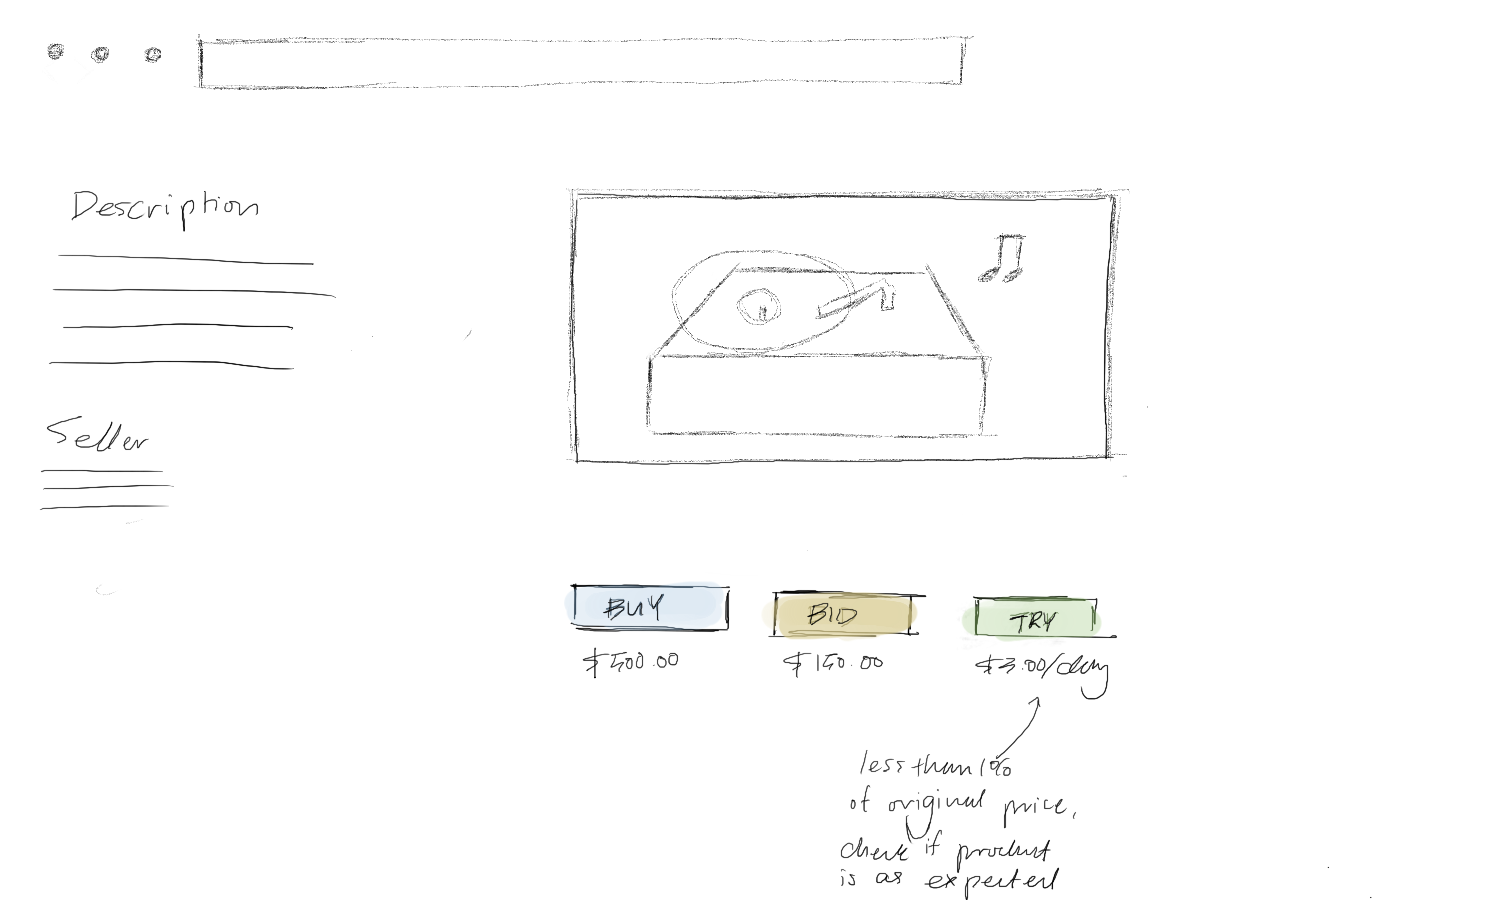 Description
Seller
BUY
BID
TRY
$500.00
$150.00
$3.00/day
less than 1%
of original price,
check if product
is as expected